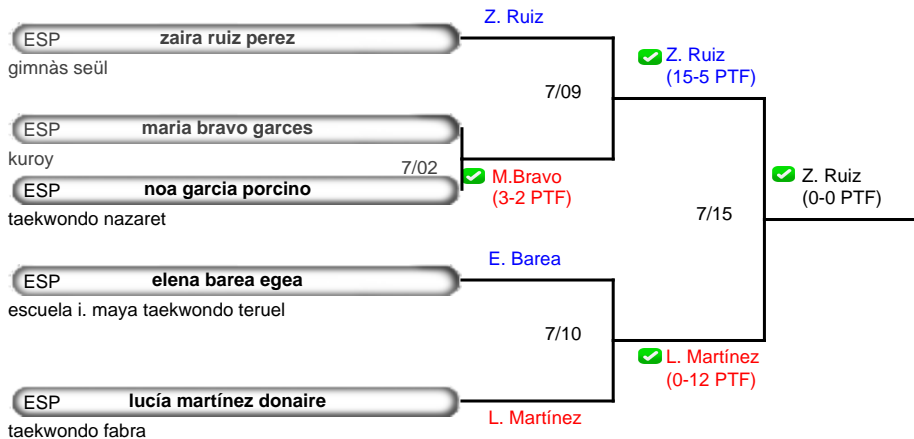 Z. Ruiz
ESP zaira ruiz perez
gimnàs seül
Z. Ruiz
(15-5 PTF)
7/09
ESP maria bravo garces
kuroy
7/02
M.Bravo
(3-2 PTF)
ESP noa garcia porcino
taekwondo nazaret
Z. Ruiz
(0-0 PTF)
7/15
E. Barea
ESP elena barea egea
escuela i. maya taekwondo teruel
7/10
L. Martínez
(0-12 PTF)
ESP lucía martínez donaire
L. Martínez
taekwondo fabra